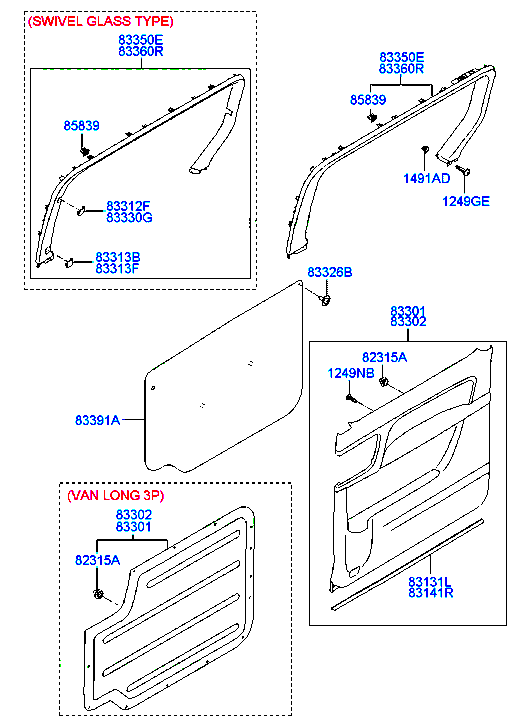 (SWIVEL GLASS TYPE)
83350E
83360R
85839
83312F
83330G
83313B
83313F
83350E
83360R
85839
1491AD
1249GE
83326B
83391A
83301
83302
82315A
1249NB
83131L
83141R
(VAN LONG 3P)
83302
83301
82315A